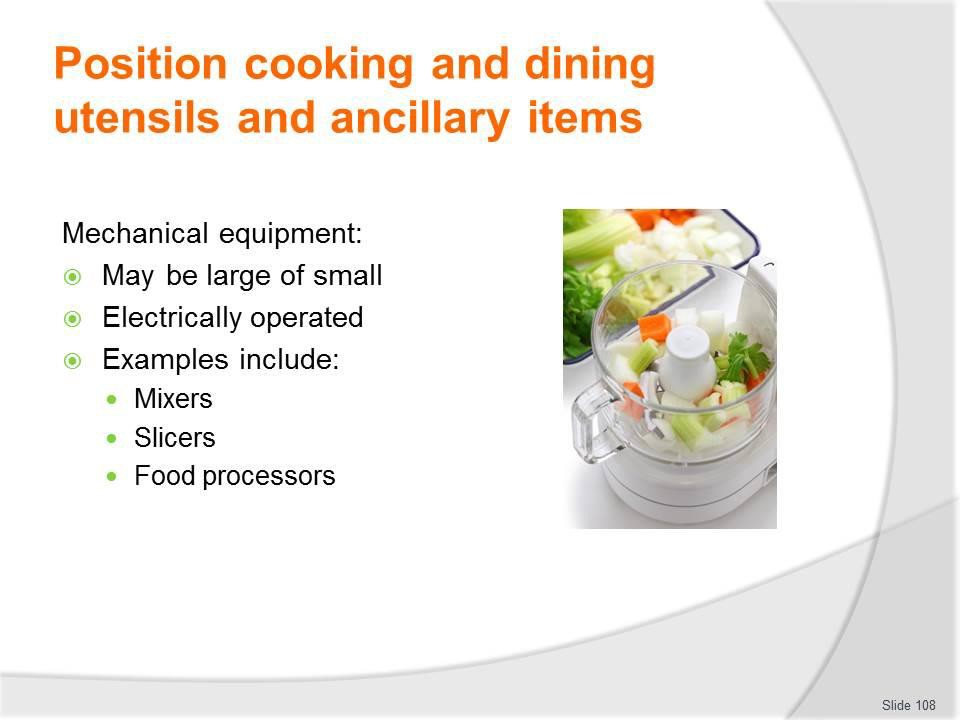 Position cooking and dining
utensils and ancillary items
Mechanical equipment:
May be large of small
Electrically operated
Examples include:
Mixers
Slicers
Food processors
Slide 108